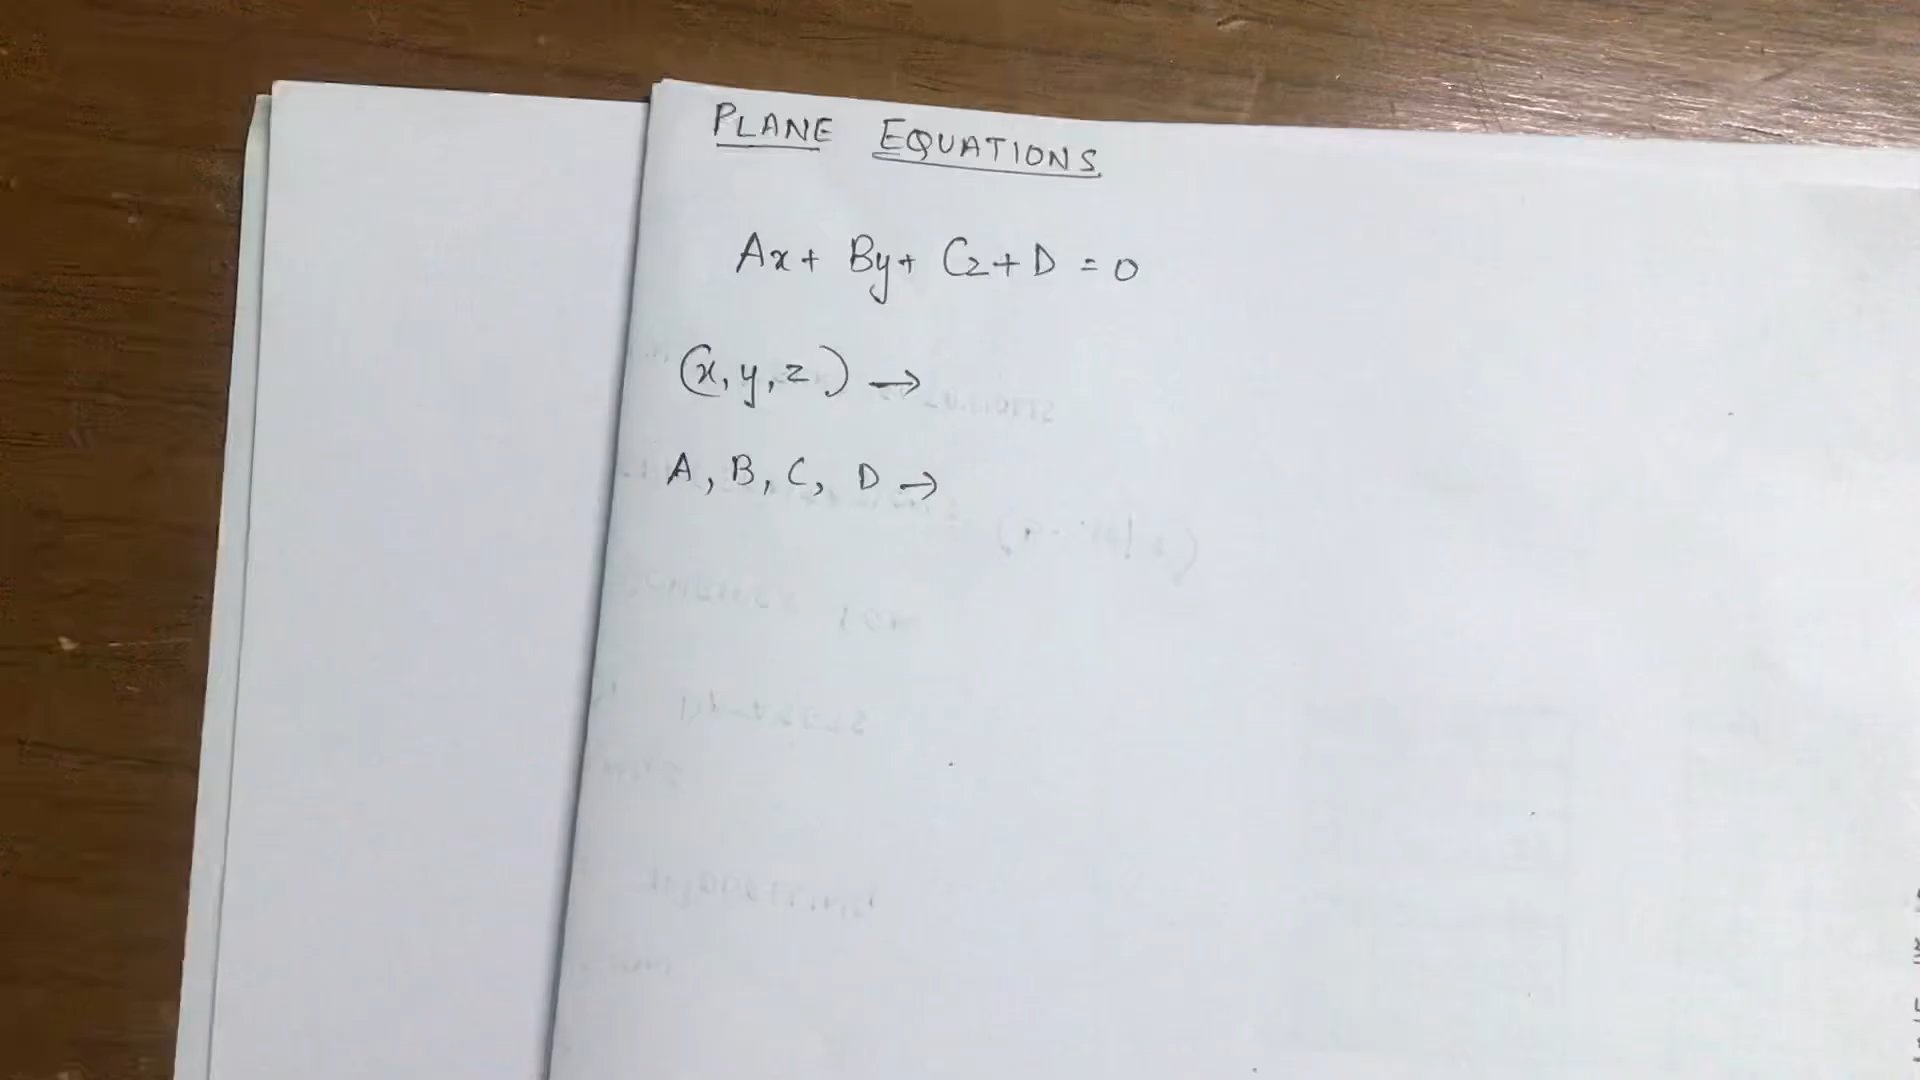 PLANE EQUATIONS
Ax + By + Cz + D = 0
(x, y, z) →
A, B, C, D →